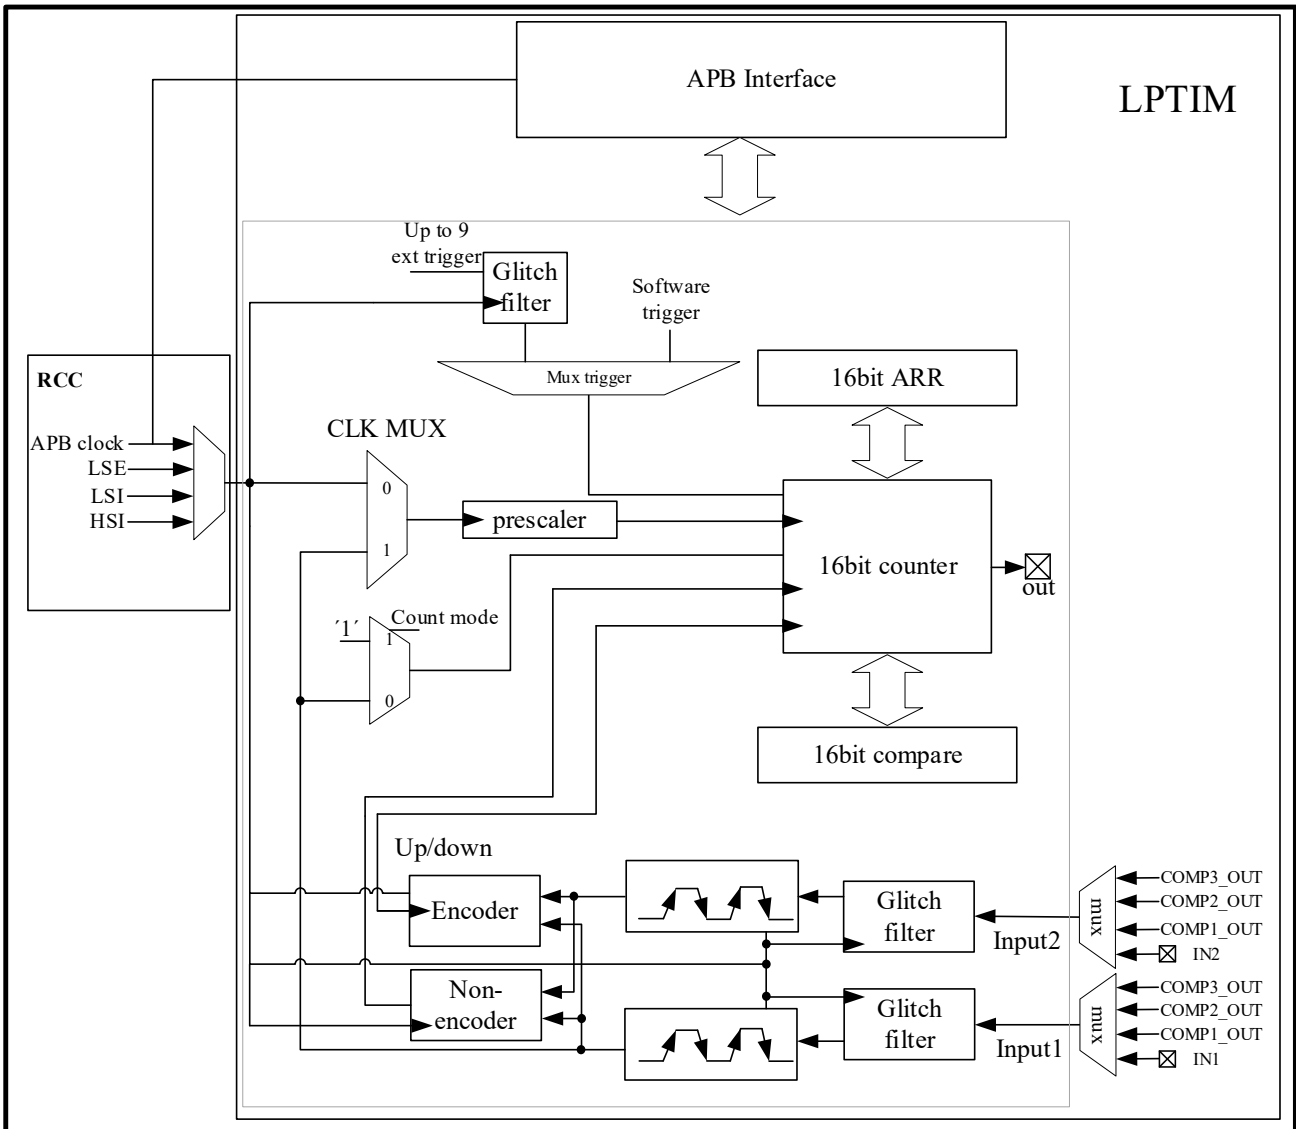 APB Interface
LPTIM
Up to 9
ext trigger
Glitch
filter
Software
trigger
Mux trigger
16bit ARR
RCC
APB clock
LSE
LSI
HSI
CLK MUX
0
1
prescaler
16bit counter
out
´1´
Count mode
1
0
16bit compare
Up/down
Encoder
Non-
encoder
Glitch
filter
Input2
mux
COMP3_OUT
COMP2_OUT
COMP1_OUT
IN2
Glitch
filter
Input1
mux
COMP3_OUT
COMP2_OUT
COMP1_OUT
IN1